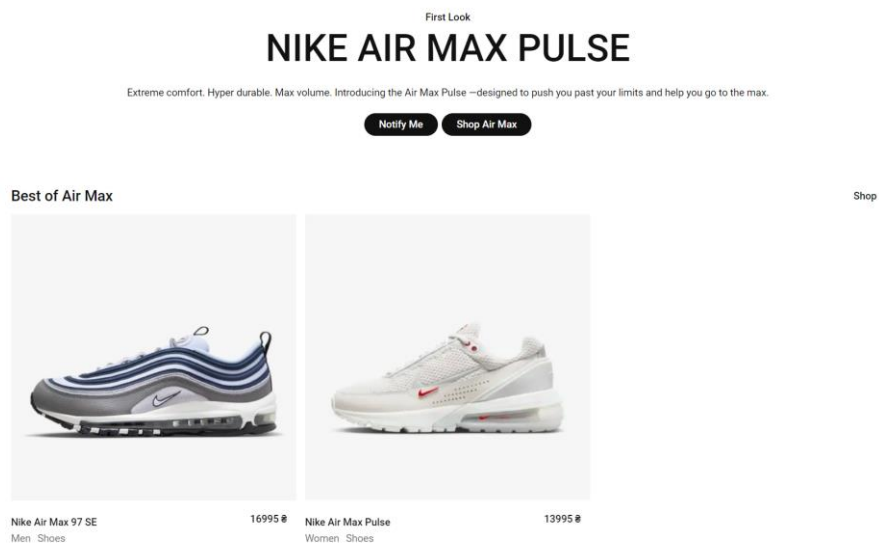 First Look
NIKE AIR MAX PULSE
Extreme comfort. Hyper durable. Max volume. Introducing the Air Max Pulse —designed to push you past your limits and help you go to the max.
Notify Me Shop Air Max
Best of Air Max Shop
Nike Air Max 97 SE 16995 ₴ Nike Air Max Pulse 13995 ₴
Men Shoes Women Shoes